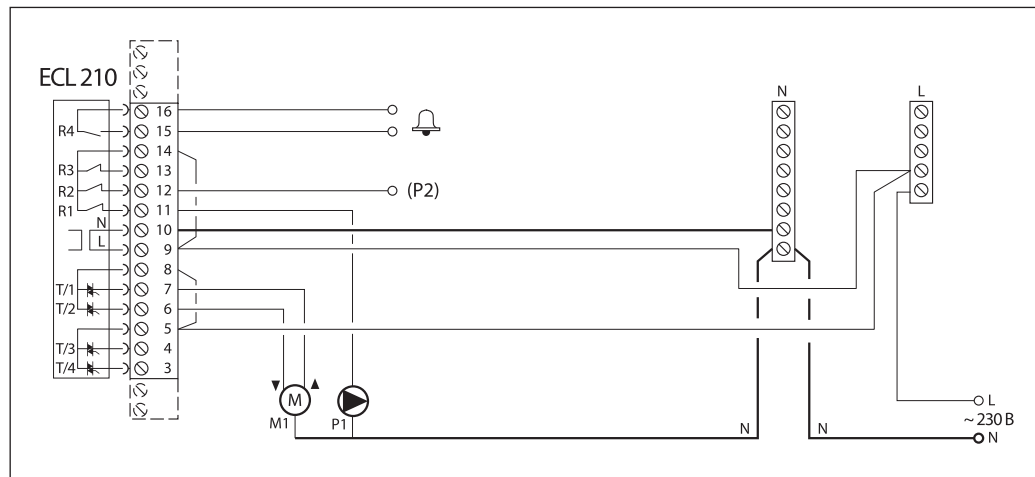 ECL 210
N
L
16
R4
15
14
R3
13
R2
12
(P2)
R1
11
N
10
L
9
8
T/1
7
T/2
6
5
T/3
4
T/4
3
M
M1
P1
N
N
L
~ 230 В
N